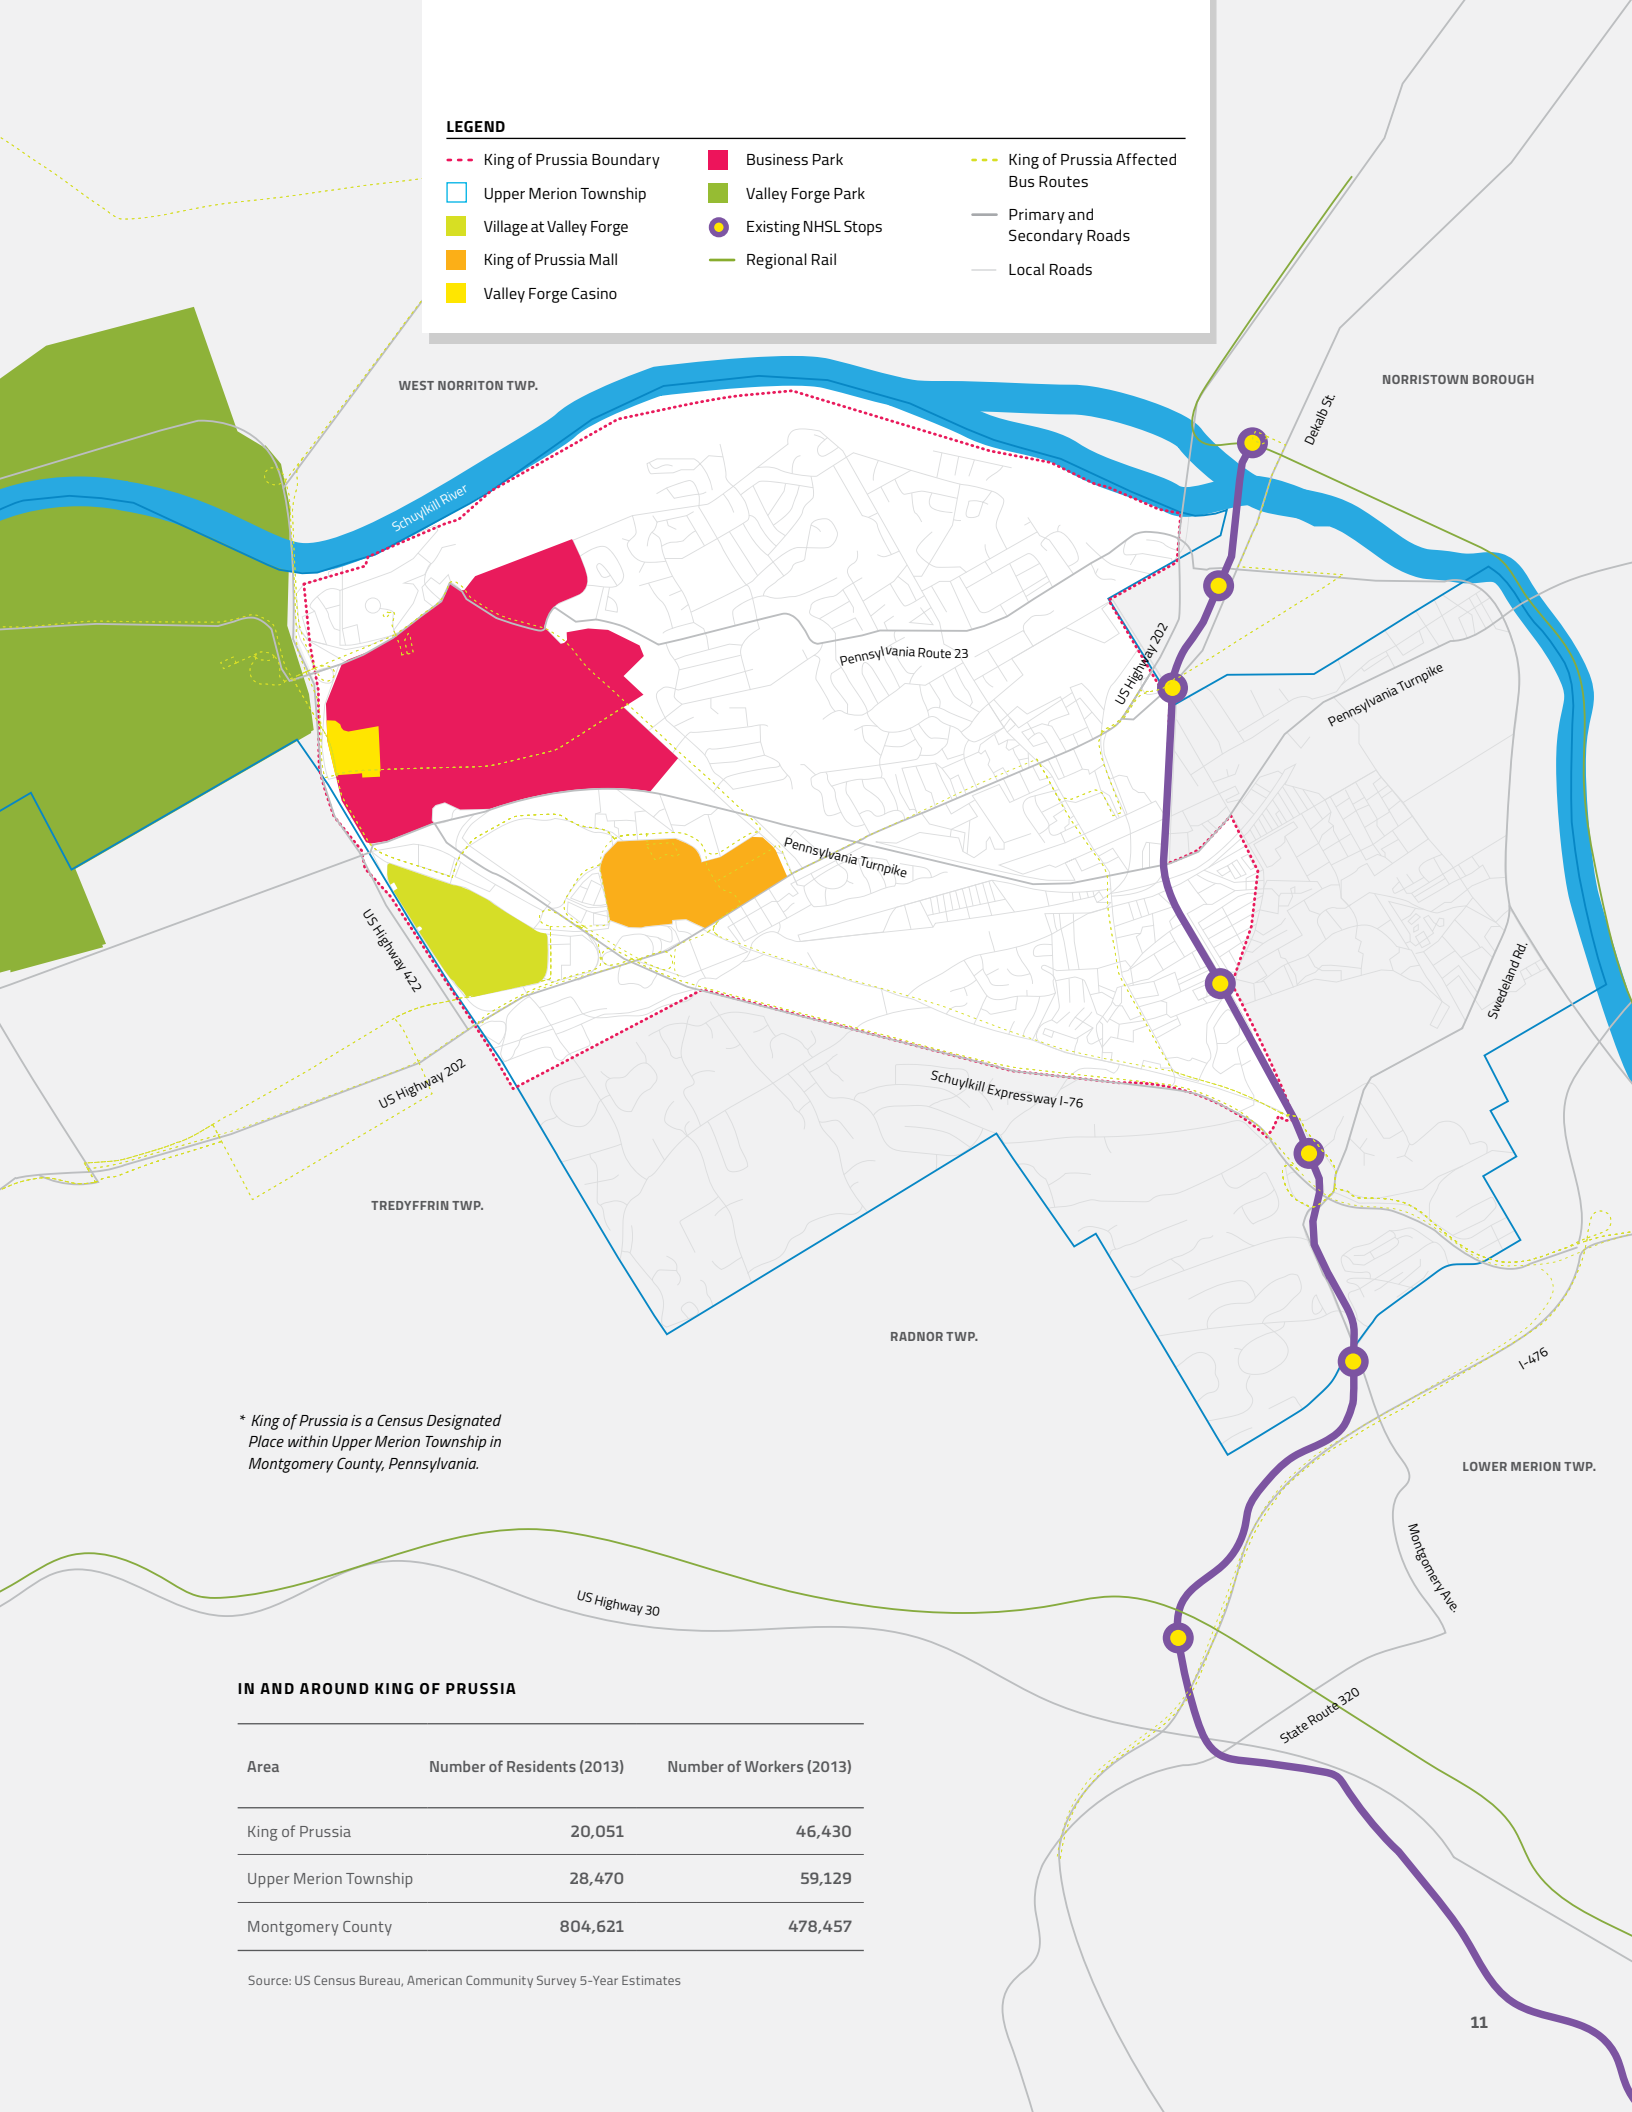 LEGEND
King of Prussia Boundary
Upper Merion Township
Village at Valley Forge
King of Prussia Mall
Valley Forge Casino
Business Park
Valley Forge Park
Existing NHSL Stops
Regional Rail
King of Prussia Affected
Bus Routes
Primary and
Secondary Roads
Local Roads
WEST NORRITON TWP.
NORRISTOWN BOROUGH
Dekalb St.
Schuylkill River
Pennsylvania Route 23
US Highway 202
Pennsylvania Turnpike
Pennsylvania Turnpike
US Highway 422
Swedeland Rd.
US Highway 202
Schuylkill Expressway I-76
TREDYFFRIN TWP.
RADNOR TWP.
I-476
* King of Prussia is a Census Designated
Place within Upper Merion Township in
Montgomery County, Pennsylvania.
LOWER MERION TWP.
Montgomery Ave.
US Highway 30
State Route 320
IN AND AROUND KING OF PRUSSIA
Area Number of Residents (2013) Number of Workers (2013)
King of Prussia 20,051 46,430
Upper Merion Township 28,470 59,129
Montgomery County 804,621 478,457
Source: US Census Bureau, American Community Survey 5-Year Estimates
11